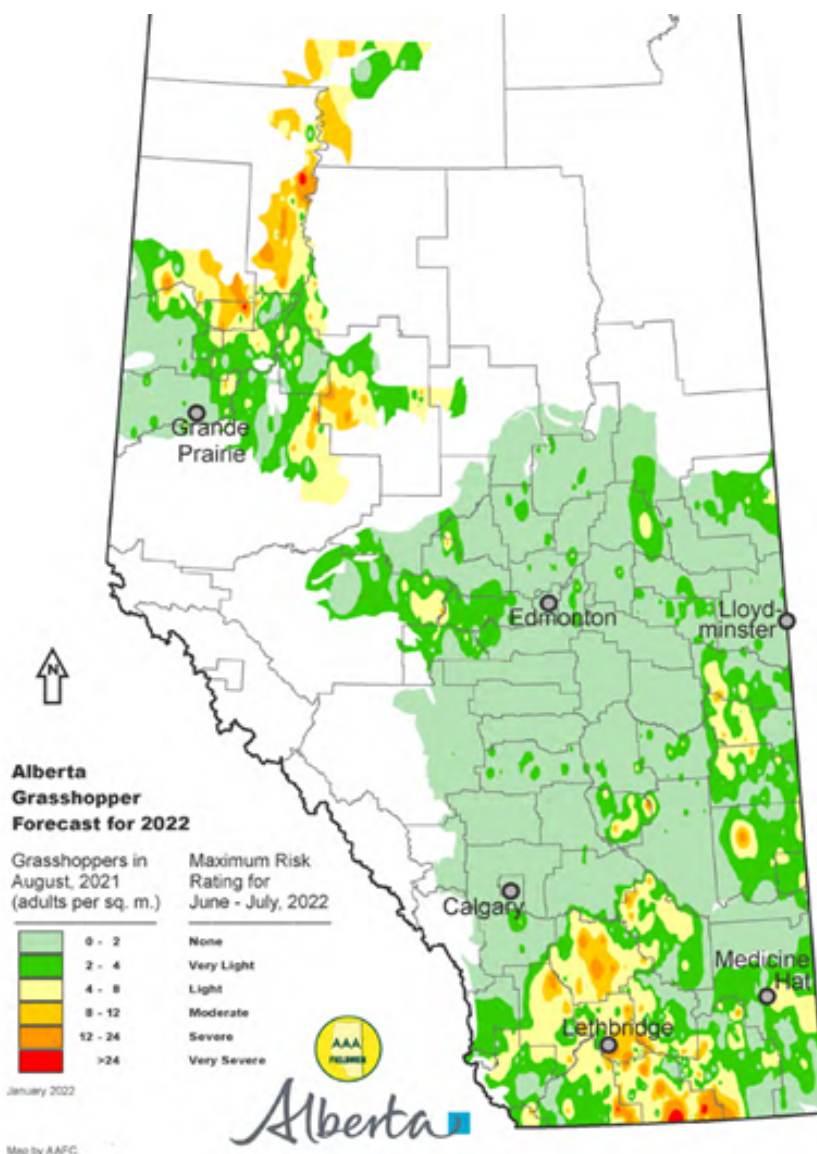 Grande
Prairie
Edmonton
Lloyd-
minster
N
Calgary
Medicine
Hat
Lethbridge
Alberta
Grasshopper
Forecast for 2022
Grasshoppers in
August, 2021
(adults per sq. m.)
Maximum Risk
Rating for
June - July, 2022
0 - 2 None
2 - 4 Very Light
4 - 8 Light
8 - 12 Moderate
12 - 24 Severe
>24 Very Severe
January 2022
AAA
Alberta
Map by AAFC.